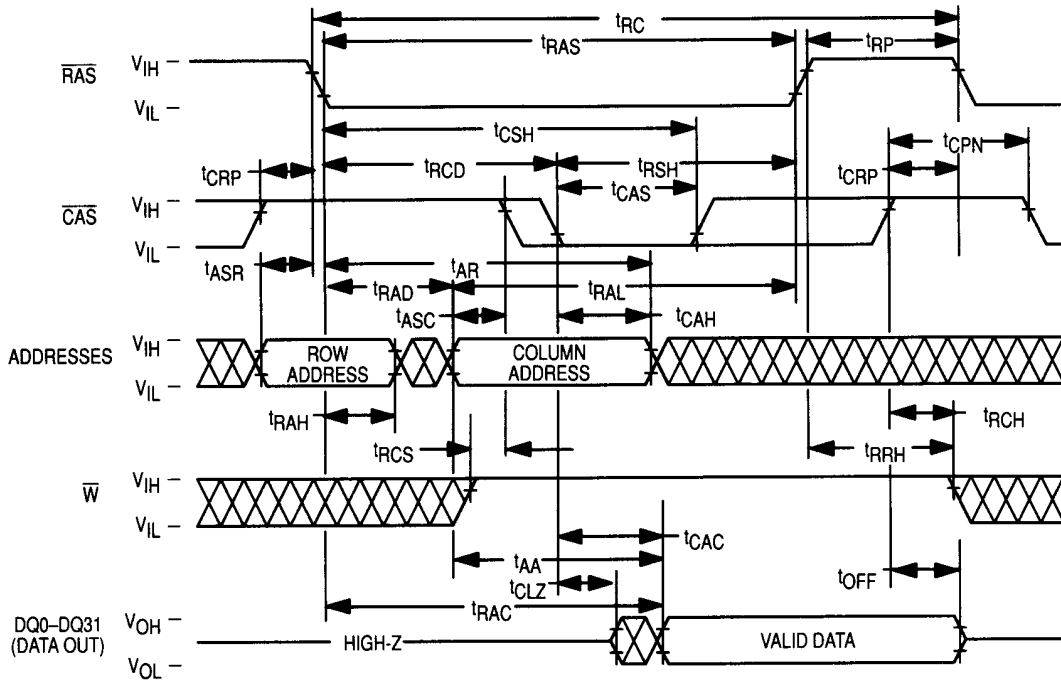 tRC
tRAS
tRP
RAS
VIH
VIL
tCSH
tCPN
tCRP
tRCD
tRSH
tCRP
tCAS
CAS
VIH
VIL
tASR
tAR
tRAD
tRAL
tASC
tCAH
ADDRESSES
VIH
VIL
ROW
ADDRESS
COLUMN
ADDRESS
tRAH
tRCH
tRCS
tRRH
W
VIH
VIL
tCAC
tAA
tOFF
tCLZ
tRAC
DQ0–DQ31
(DATA OUT)
VOH
VOL
HIGH-Z
VALID DATA